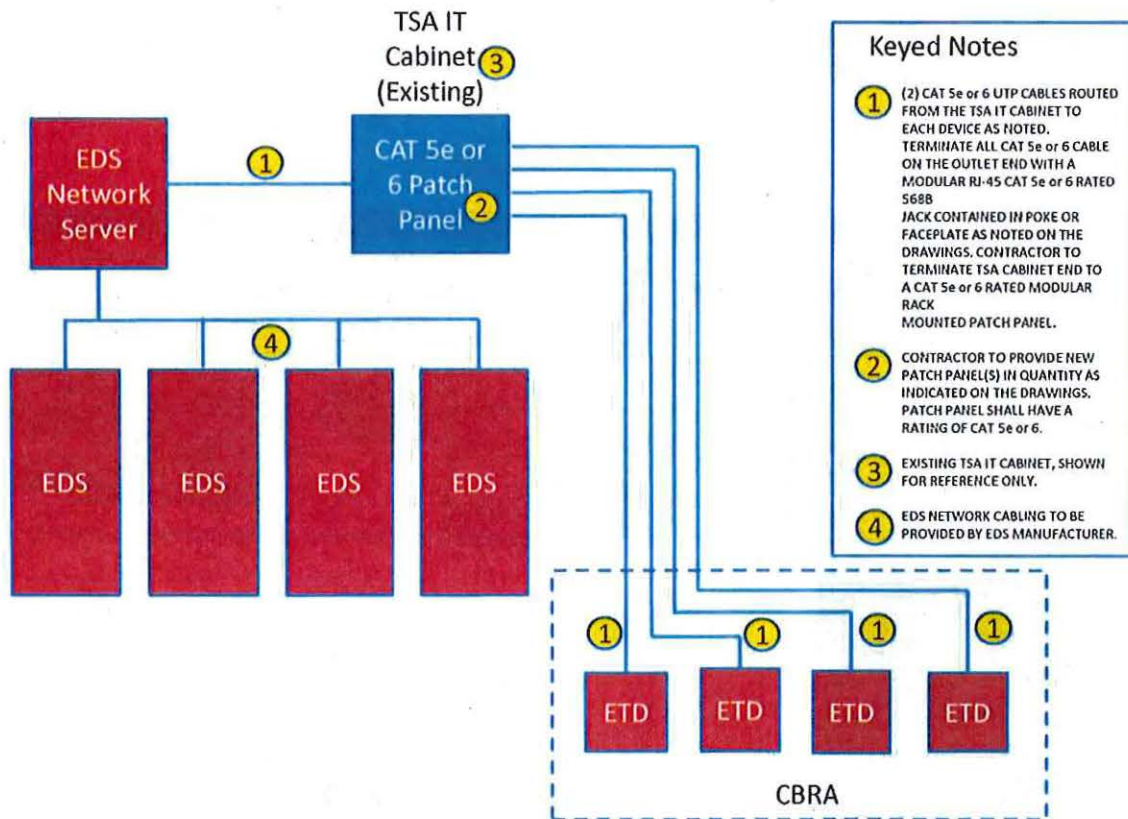 TSA IT
Cabinet
(Existing)
3
EDS
Network
Server
1
CAT 5e or
6 Patch
Panel
2
4
EDS
EDS
EDS
EDS
1
1
1
1
ETD
ETD
ETD
ETD
CBRA
Keyed Notes
1
(2) CAT 5e or 6 UTP CABLES ROUTED
FROM THE TSA IT CABINET TO
EACH DEVICE AS NOTED.
TERMINATE ALL CAT 5e or 6 CABLE
ON THE OUTLET END WITH A
MODULAR RJ-45 CAT 5e or 6 RATED
568B
JACK CONTAINED IN POKE OR
FACEPLATE AS NOTED ON THE
DRAWINGS. CONTRACTOR TO
TERMINATE TSA CABINET END TO
A CAT 5e or 6 RATED MODULAR
RACK
MOUNTED PATCH PANEL.
2
CONTRACTOR TO PROVIDE NEW
PATCH PANEL(S) IN QUANTITY AS
INDICATED ON THE DRAWINGS.
PATCH PANEL SHALL HAVE A
RATING OF CAT 5e or 6.
3
EXISTING TSA IT CABINET, SHOWN
FOR REFERENCE ONLY.
4
EDS NETWORK CABLING TO BE
PROVIDED BY EDS MANUFACTURER.